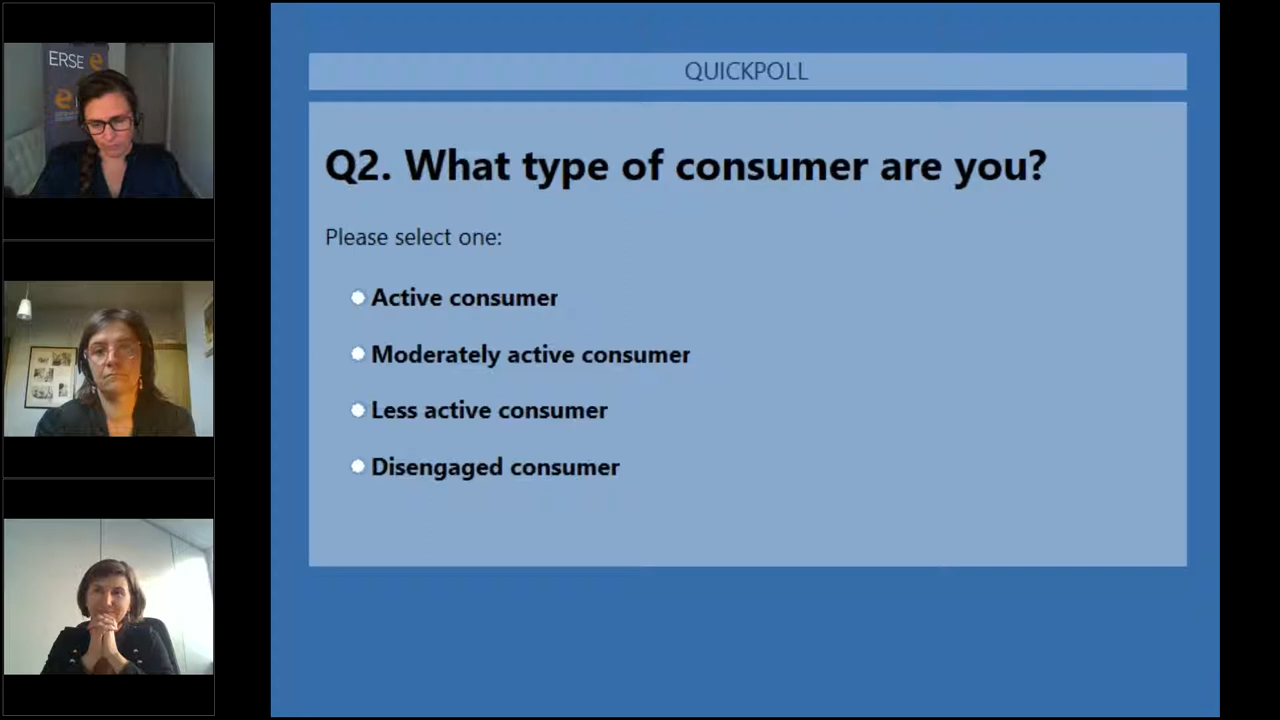 ERSE
QUICKPOLL
Q2. What type of consumer are you?
Please select one:
Active consumer
Moderately active consumer
Less active consumer
Disengaged consumer